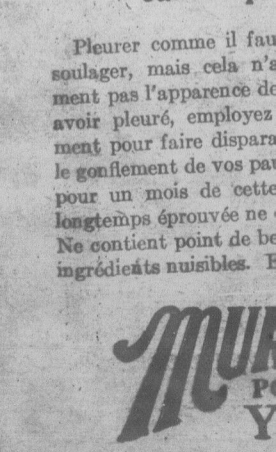 Pleurer comme il fau
soulager, mais cela n'a
ment pas l'apparence de
avoir pleuré, employez
ment pour faire dispara
le gonflement de vos pau
pour un mois de cette
longtemps éprouvée ne
Ne contient point de be
ingrédients nuisibles. E
MUR
PO
Y